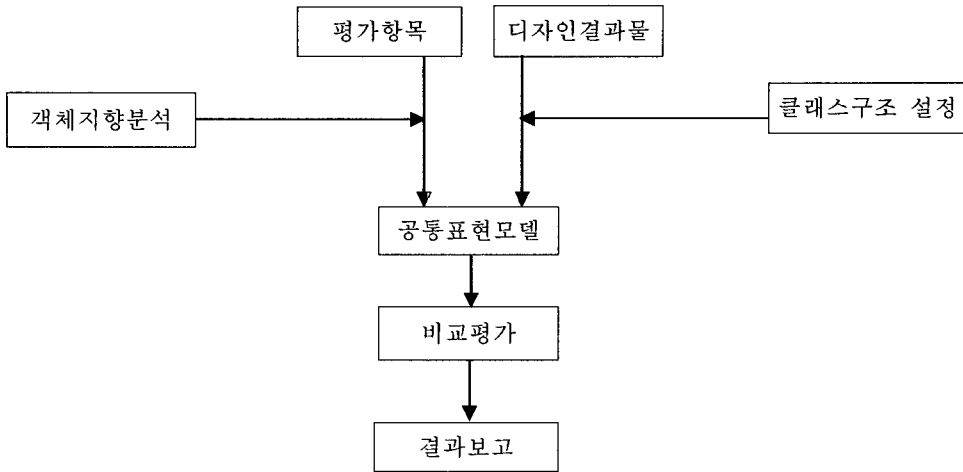 평가항목
디자인결과물
객체지향분석
클래스구조 설정
공통표현모델
비교평가
결과보고